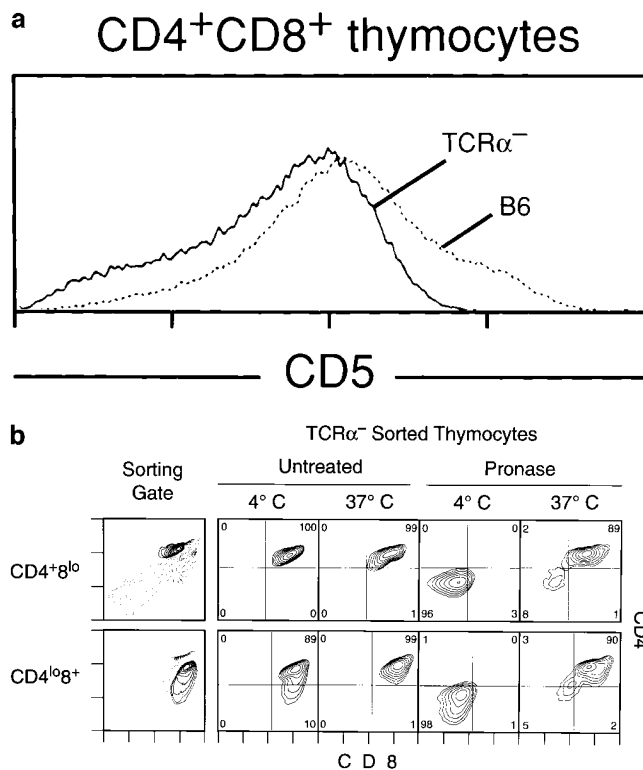 a
CD4⁺CD8⁺ thymocytes
TCRα⁻
B6
CD5
b
TCRα⁻ Sorted Thymocytes
Sorting Gate
Untreated
Pronase
4° C
37° C
4° C
37° C
CD4⁺8ˡᵒ
0 100
0 0
0 99
0 1
0 0
96 3
2 89
8 1
CD4ˡᵒ8⁺
0 89
0 10
0 99
0 1
1 0
98 1
3 90
5 2
CD4
CD8